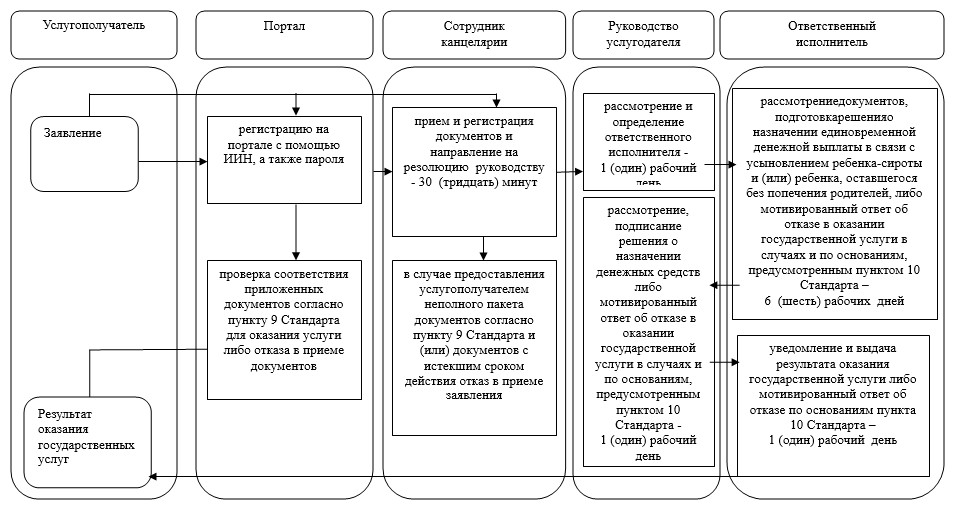 Услугополучатель
Портал
Сотрудник
канцелярии
Руководство
услугодателя
Ответственный
исполнитель
Заявление
регистрацию на
портале с помощью
ИИН, а также пароля
прием и регистрация
документов и
направление на
резолюцию руководству
- 30 (тридцать) минут
рассмотрение и
определение
ответственного
исполнителя -
1 (один) рабочий
день
рассмотрениедокументов,
подготовкарешенияо
назначении единовременной
денежной выплаты в связи с
усыновлением ребенка-сироты
и (или) ребенка, оставшегося
без попечения родителей, либо
мотивированный ответ об
отказе в оказании
государственной услуги в
случаях и по основаниям,
предусмотренным пунктом 10
Стандарта –
6 (шесть) рабочих дней
проверка соответствия
приложенных
документов согласно
пункту 9 Стандарта
для оказания услуги
либо отказа в приеме
документов
в случае предоставления
услугополучателем
неполного пакета
документов согласно
пункту 9 Стандарта и
(или) документов с
истекшим сроком
действия отказ в приеме
заявления
рассмотрение,
подписание
решения о
назначении
денежных средств
либо
мотивированный
ответ об отказе в
оказании
государственной
услуги в случаях и
по основаниям,
предусмотренным
пунктом 10
Стандарта -
1 (один) рабочий
день
уведомление и выдача
результата оказания
государственной услуги либо
мотивированный ответ об
отказе по основаниям пункта
10 Стандарта –
1 (один) рабочий день
Результат
оказания
государственных
услуг